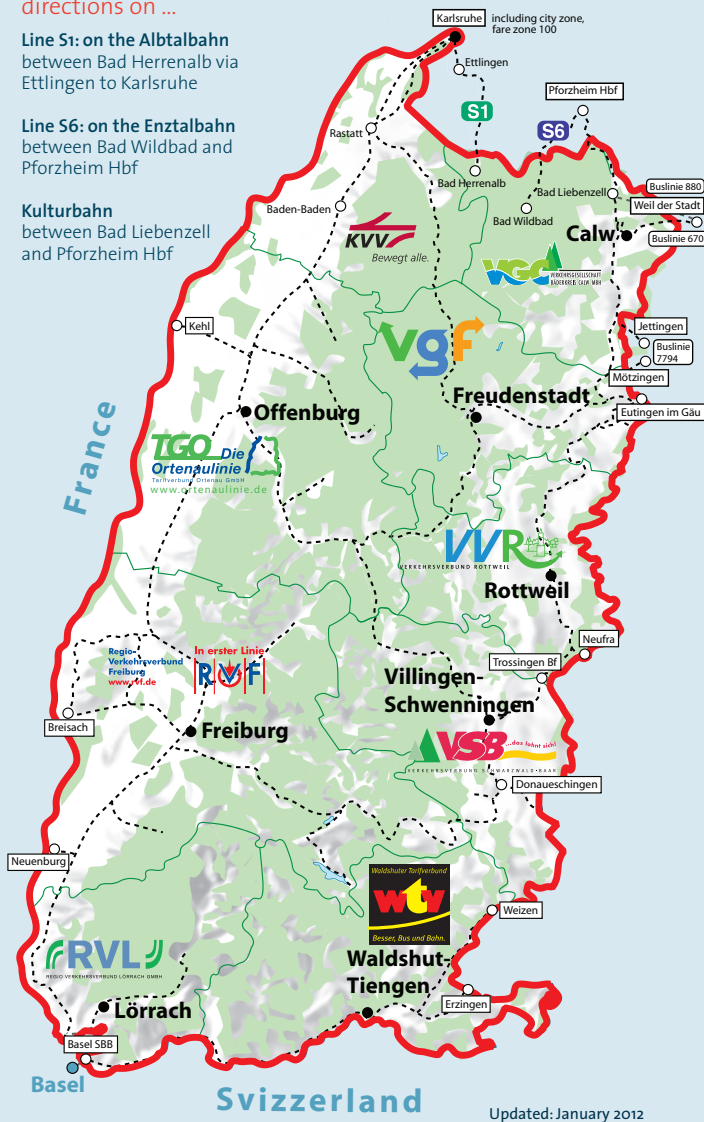 directions on ...
Line S1: on the Albtalbahn
between Bad Herrenalb via
Ettlingen to Karlsruhe
Line S6: on the Enztalbahn
between Bad Wildbad and
Pforzheim Hbf
Kulturbahn
between Bad Liebenzell
and Pforzheim Hbf
Karlsruhe
including city zone,
fare zone 100
Ettlingen
Pforzheim Hbf
S1
S6
Rastatt
Bad Herrenalb
Bad Liebenzell
Buslinie 880
Weil der Stadt
Baden-Baden
Bad Wildbad
Calw
Buslinie 670
KVV
Bewegt alle.
VGC
VERKEHRSGESELLSCHAFT
BÄDERKREIS CALW MBH
Kehl
Jettingen
vgf
Buslinie
7794
Mötzingen
Freudenstadt
Eutingen im Gäu
Offenburg
France
TGO Die
Ortenaulinie
Tarifverbund Ortenau GmbH
www.ortenaulinie.de
VVR
VERKEHRSVERBUND ROTTWEIL
Rottweil
Neufra
Regio-
Verkehrsverbund
Freiburg
www.rvf.de
In erster Linie
RVF
Trossingen Bf
Villingen-
Schwenningen
Breisach
Freiburg
VSB
...das lohnt sich!
VERKEHRSVERBUND SCHWARZWALD-BAAR
Donaueschingen
Neuenburg
Waldshuter Tarifverbund
wtv
Besser, Bus und Bahn.
Weizen
RVL
REGIO VERKEHRSVERBUND LÖRRACH GMBH
Waldshut-
Tiengen
Erzingen
Lörrach
Basel SBB
Basel
Svizzerland
Updated: January 2012